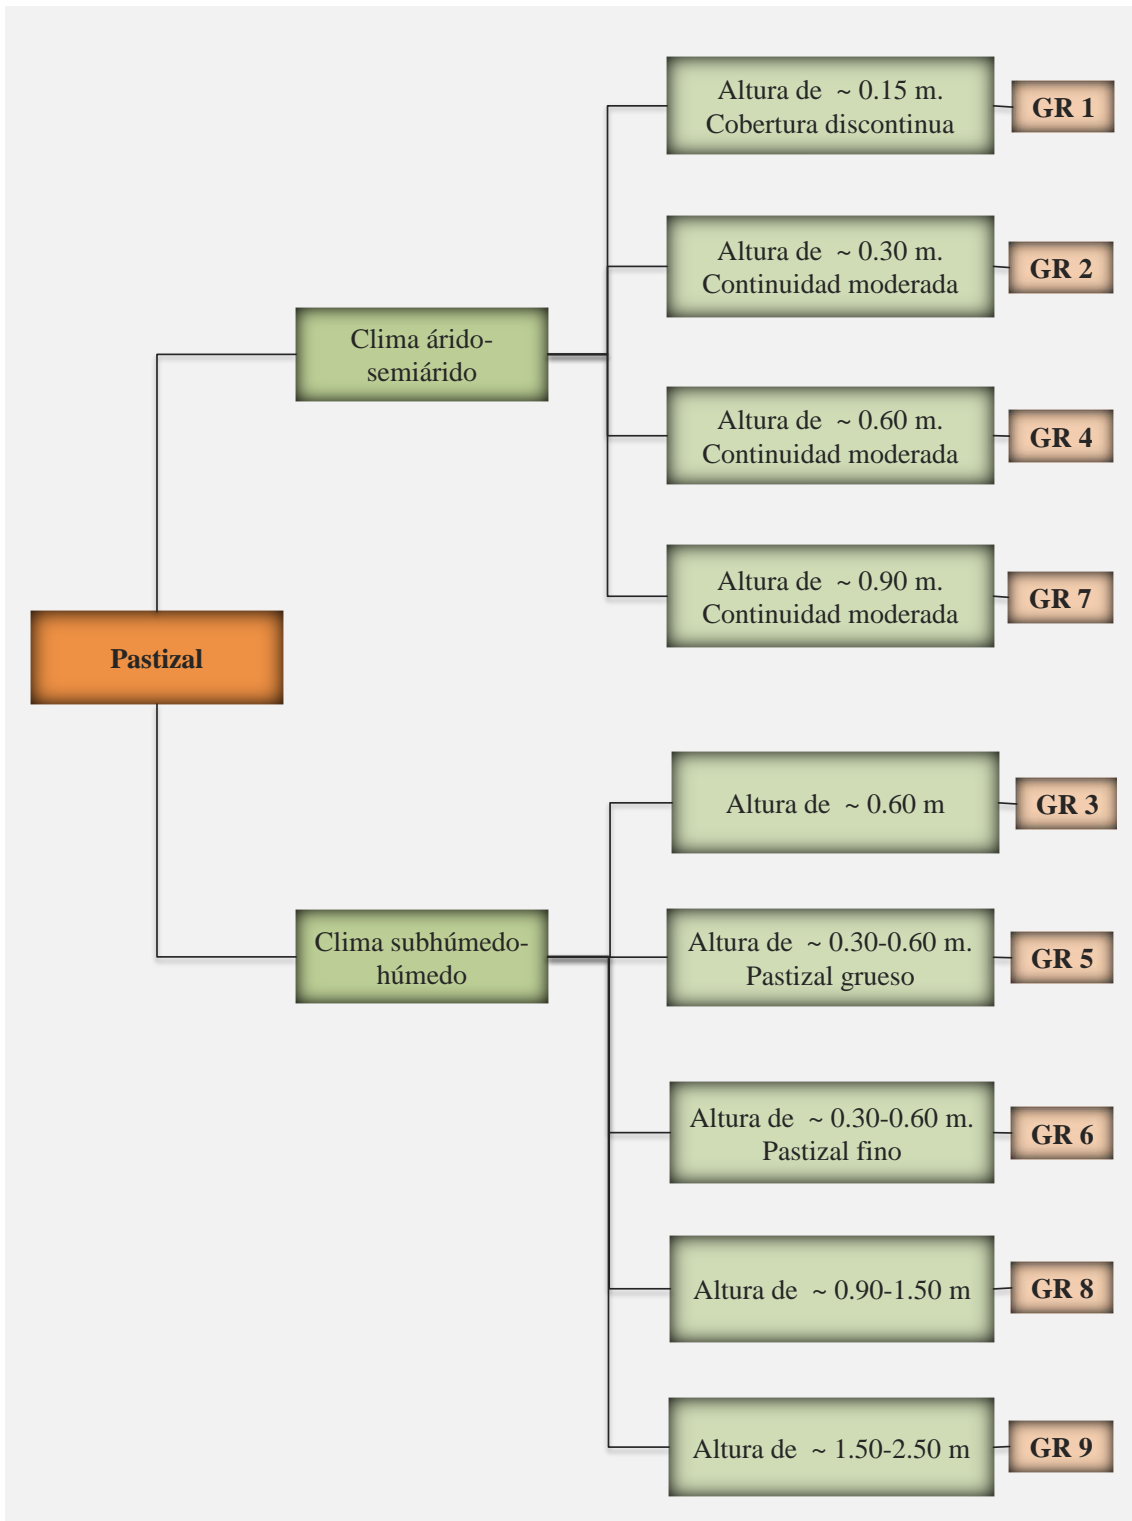 Pastizal
Clima árido-
semiárido
Altura de ~ 0.15 m.
Cobertura discontinua
GR 1
Altura de ~ 0.30 m.
Continuidad moderada
GR 2
Altura de ~ 0.60 m.
Continuidad moderada
GR 4
Altura de ~ 0.90 m.
Continuidad moderada
GR 7
Clima subhúmedo-
húmedo
Altura de ~ 0.60 m
GR 3
Altura de ~ 0.30-0.60 m.
Pastizal grueso
GR 5
Altura de ~ 0.30-0.60 m.
Pastizal fino
GR 6
Altura de ~ 0.90-1.50 m
GR 8
Altura de ~ 1.50-2.50 m
GR 9